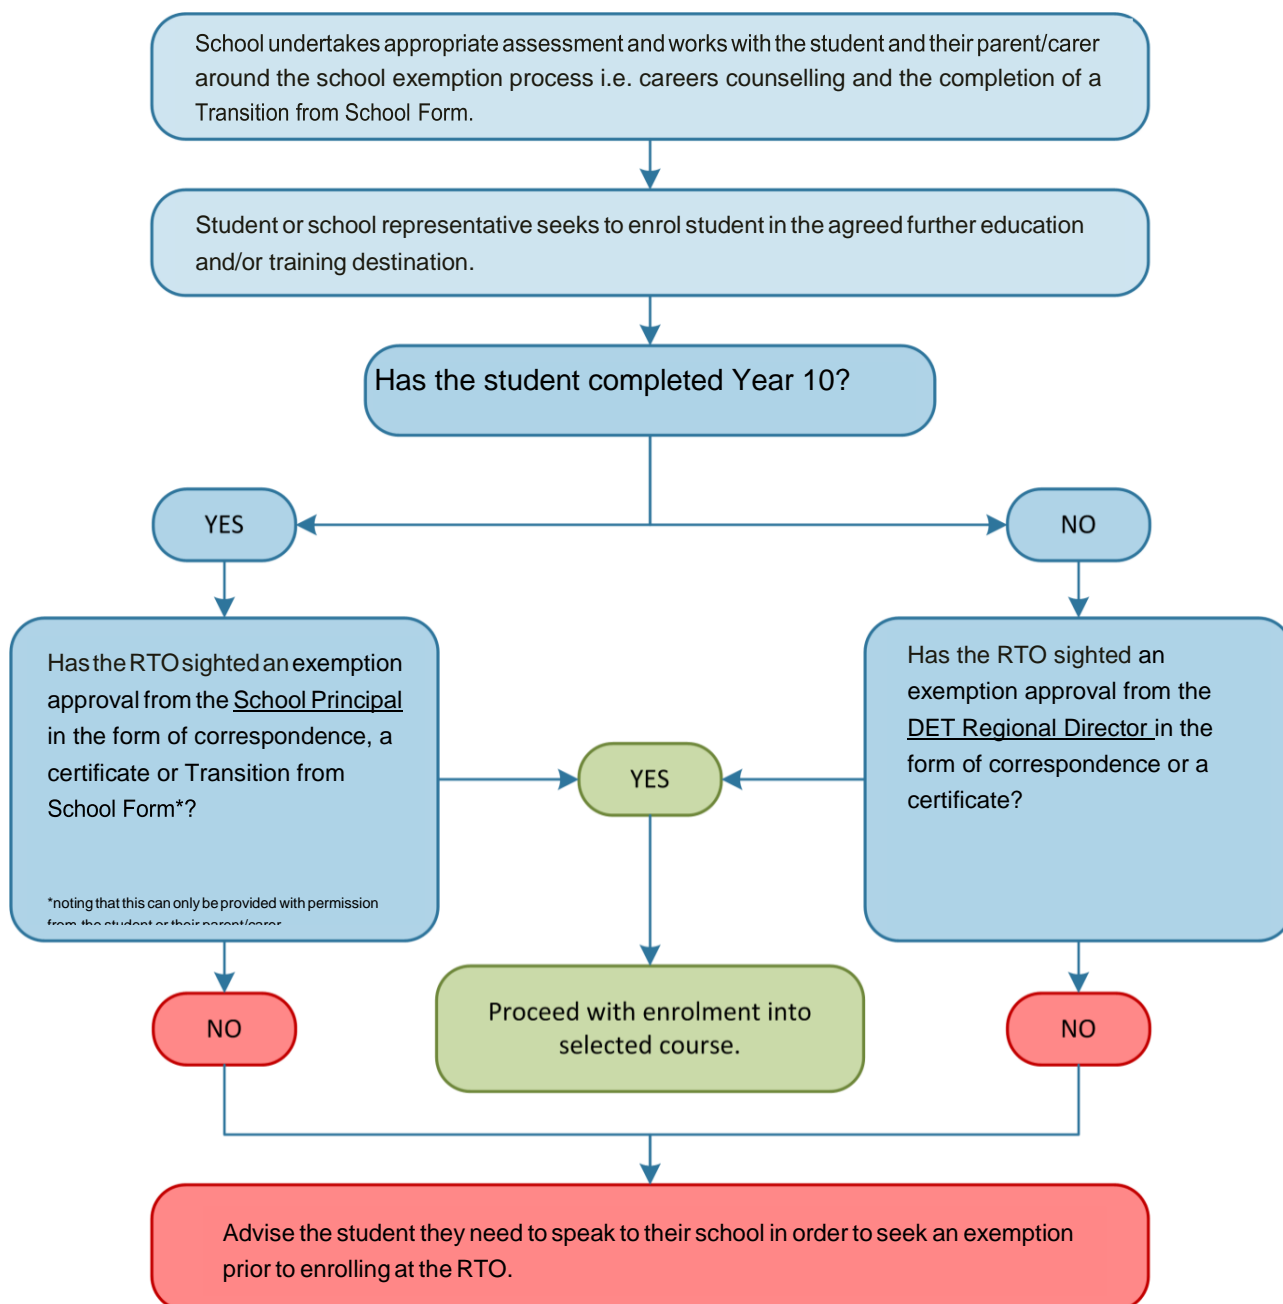 School undertakes appropriate assessment and works with the student and their parent/carer
around the school exemption process i.e. careers counselling and the completion of a
Transition from School Form.
Student or school representative seeks to enrol student in the agreed further education
and/or training destination.
Has the student completed Year 10?
YES
NO
Has the RTO sighted an exemption
approval from the School Principal
in the form of correspondence, a
certificate or Transition from
School Form*?
*noting that this can only be provided with permission
from the student or their parent/carer
Has the RTO sighted an
exemption approval from the
DET Regional Director in the
form of correspondence or a
certificate?
YES
NO
Proceed with enrolment into
selected course.
NO
Advise the student they need to speak to their school in order to seek an exemption
prior to enrolling at the RTO.